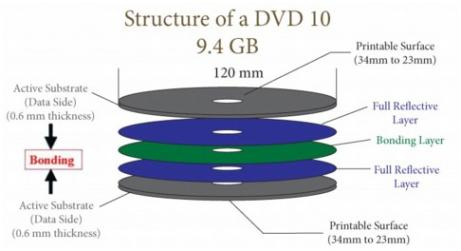 Structure of a DVD 10
9.4 GB
120 mm
Printable Surface
(34mm to 23mm)
Active Substrate
(Data Side)
(0.6 mm thickness)
Full Reflective
Layer
Bonding Layer
Bonding
Full Reflective
Layer
Active Substrate
(Data Side)
(0.6 mm thickness)
Printable Surface
(34mm to 23mm)